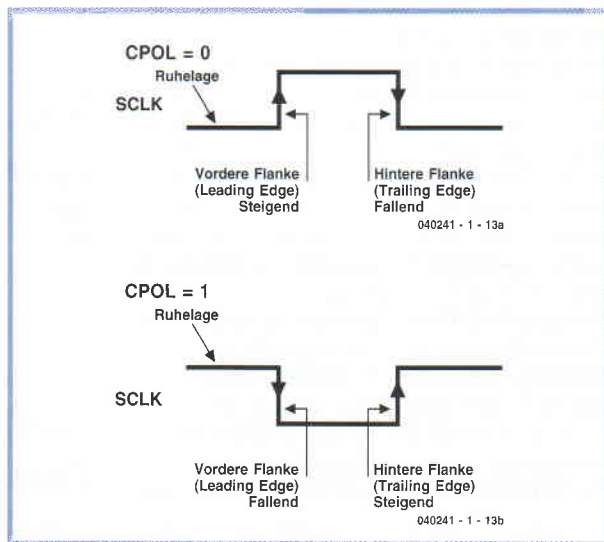 CPOL = 0
Ruhelage
SCLK
Vordere Flanke
(Leading Edge)
Steigend
Hintere Flanke
(Trailing Edge)
Fallend
040241 - 1 - 13a
CPOL = 1
Ruhelage
SCLK
Vordere Flanke
(Leading Edge)
Fallend
Hintere Flanke
(Trailing Edge)
Steigend
040241 - 1 - 13b